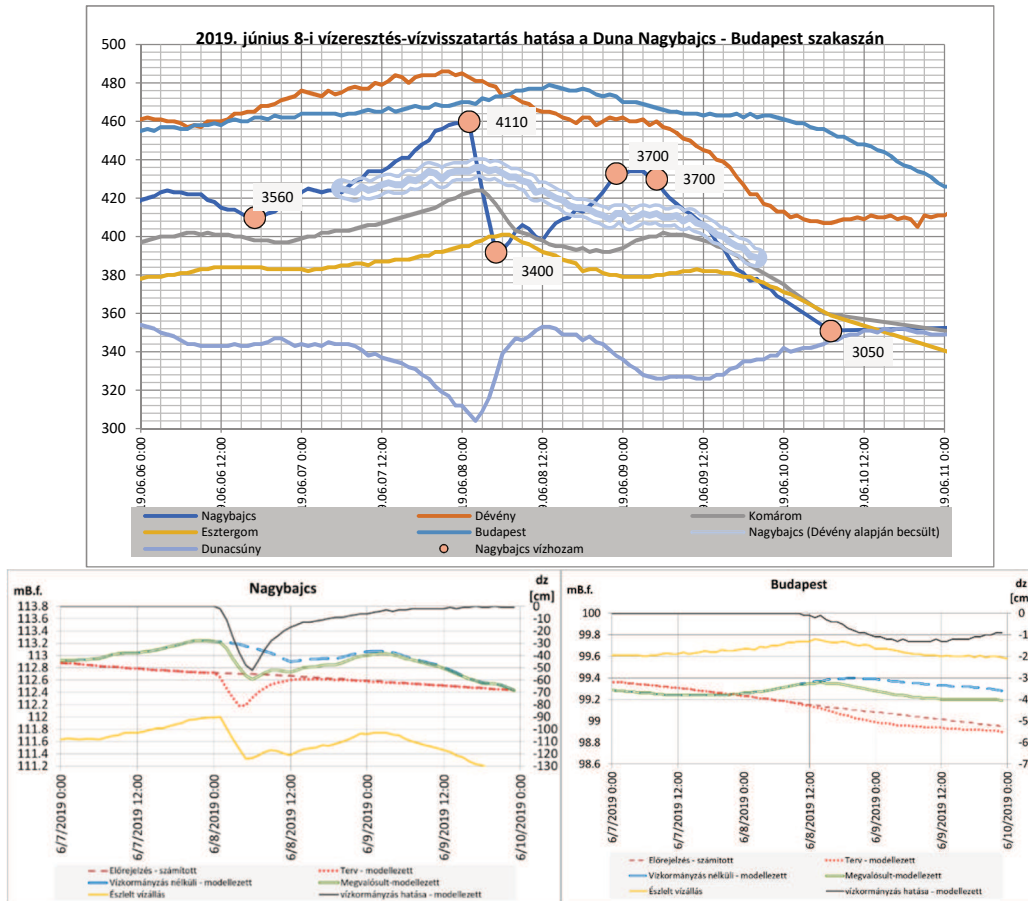 2019. június 8-i vízeresztés-vízvisszatartás hatása a Duna Nagybajcs - Budapest szakaszán
500
480
460
440
420
400
380
360
340
320
300
3560
4110
3400
3700
3700
3050
19.06.06 0:00
19.06.06 12:00
19.06.07 0:00
19.06.07 12:00
19.06.08 0:00
19.06.08 12:00
19.06.09 0:00
19.06.09 12:00
19.06.10 0:00
19.06.10 12:00
19.06.11 0:00
Nagybajcs
Dévény
Komárom
Esztergom
Budapest
Nagybajcs (Dévény alapján becsült)
Dunacsúny
Nagybajcs vízhozam
mB.f.
Nagybajcs
dz
[cm]
113.8
113.6
113.4
113.2
113
112.8
112.6
112.4
112.2
112
111.8
111.6
111.4
111.2
0
-10
-20
-30
-40
-50
-60
-70
-80
-90
-100
-110
-120
-130
6/7/2019 0:00
6/7/2019 12:00
6/8/2019 0:00
6/8/2019 12:00
6/9/2019 0:00
6/9/2019 12:00
6/10/2019 0:00
Előrejelzés - számított
Terv - modellezett
Vízkormányzás nélküli - modellezett
Megvalósult-modellezett
Észlelt vízállás
vízkormányzás hatása - modellezett
mB.f.
Budapest
dz
[cm]
100
99.8
99.6
99.4
99.2
99
98.8
98.6
0
-1
-2
-3
-4
-5
-6
-7
6/7/2019 0:00
6/7/2019 12:00
6/8/2019 0:00
6/8/2019 12:00
6/9/2019 0:00
6/9/2019 12:00
6/10/2019 0:00
Előrejelzés - számított
Terv - modellezett
Vízkormányzás nélküli - modellezett
Megvalósult-modellezett
Észlelt vízállás
vízkormányzás hatása - modellezett